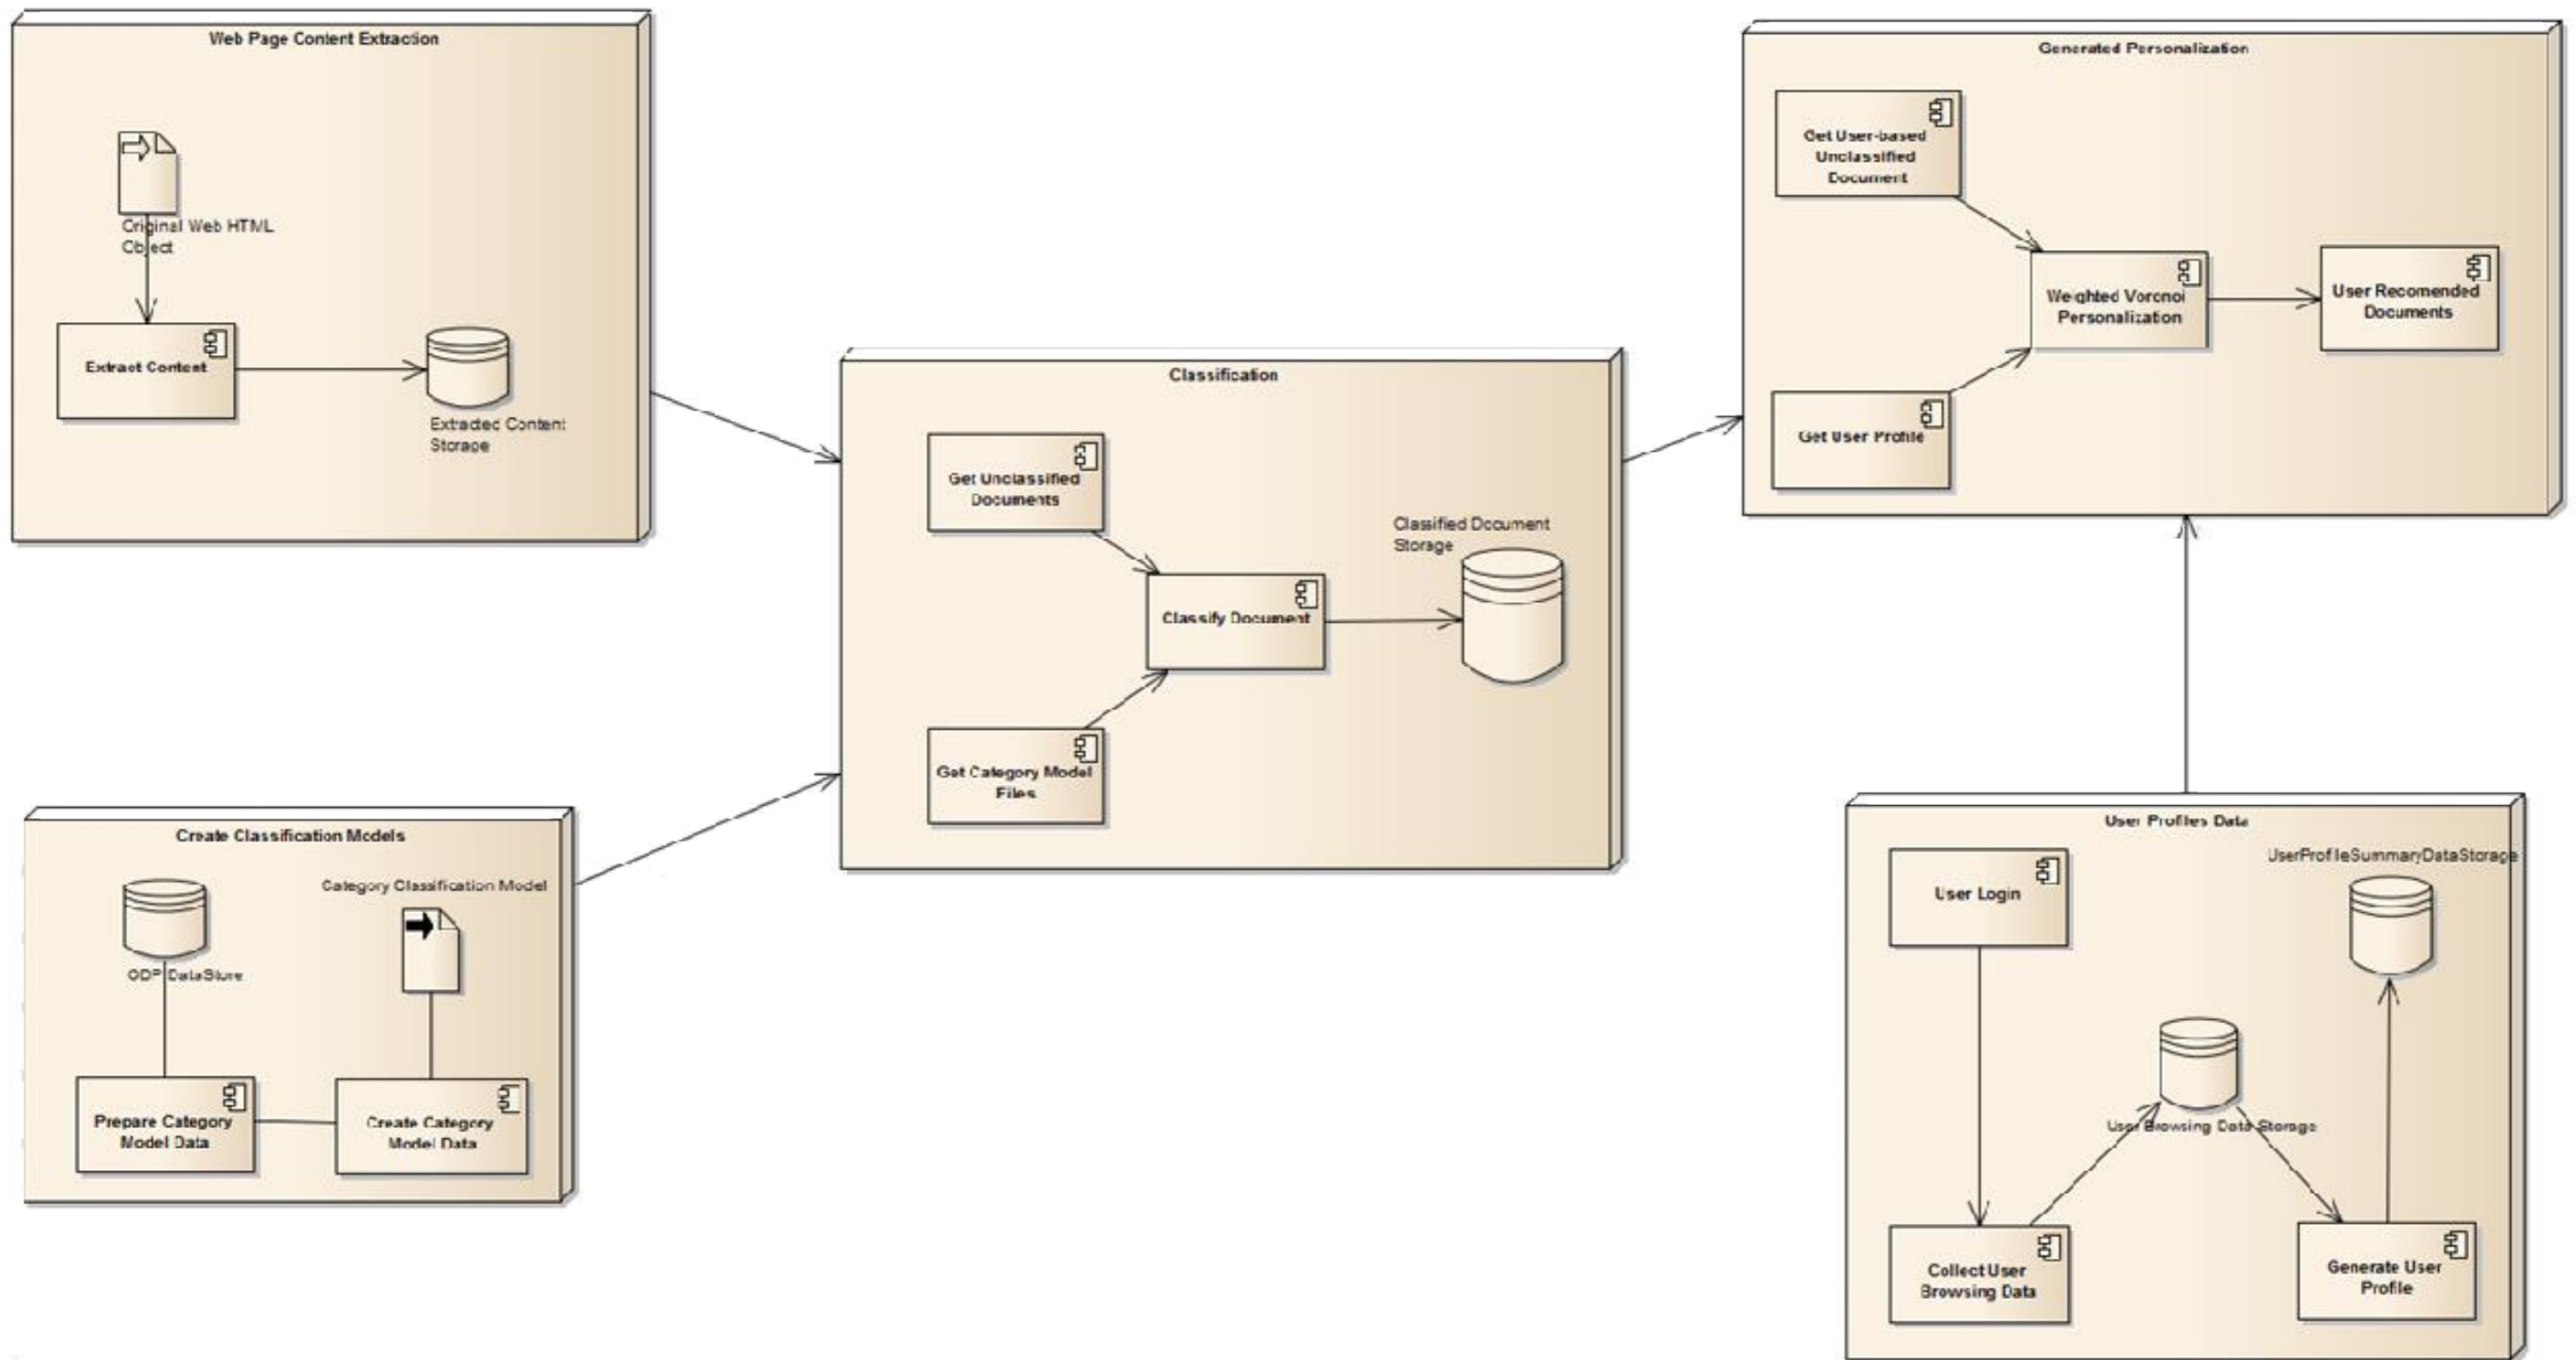 Web Page Content Extraction
Original Web HTML
Object
Extract Content
Extracted Content
Storage
Create Classification Models
Category Classification Model
ODP DataStore
Prepare Category
Model Data
Create Category
Model Data
Classification
Get Unclassified
Documents
Classified Document
Storage
Classify Document
Get Category Model
Files
Generated Personalization
Get User-based
Unclassified
Document
Weighted Voronoi
Personalization
User Recomended
Documents
Get User Profile
User Profiles Data
UserProfileSummaryDataStorage
User Login
User Browsing Data Storage
Collect User
Browsing Data
Generate User
Profile